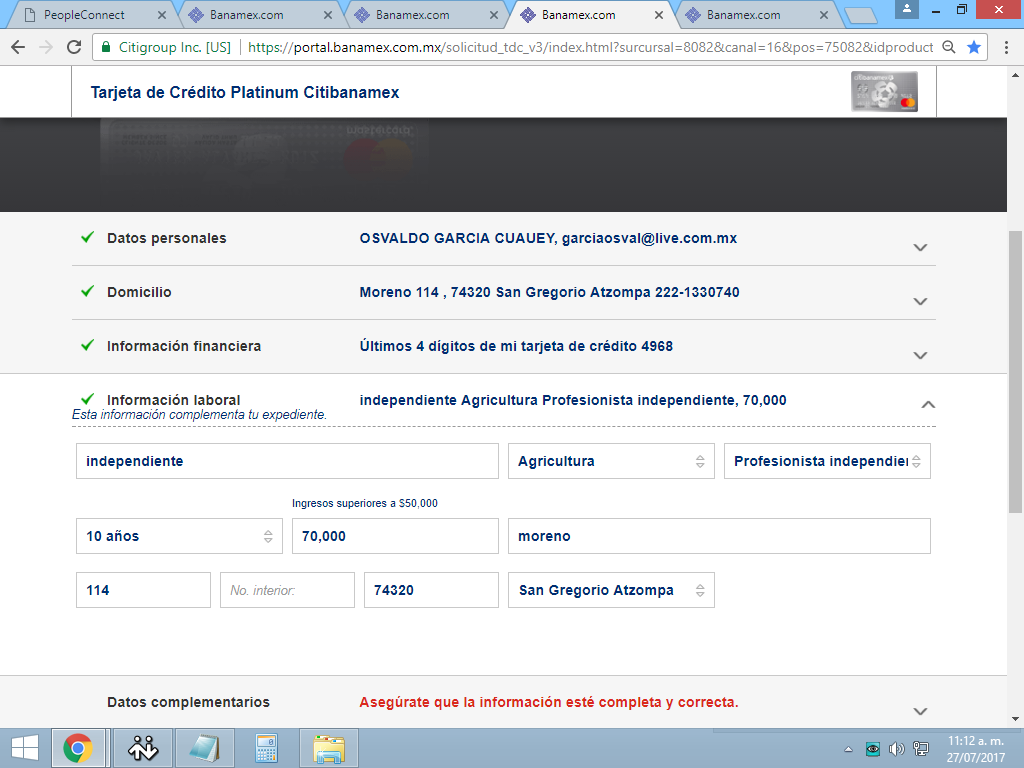 PeopleConnect
Banamex.com
Banamex.com
Banamex.com
Banamex.com
Citigroup Inc. [US]
https://portal.banamex.com.mx/solicitud_tdc_v3/index.html?surcursal=8082&canal=16&pos=75082&idproduct
Tarjeta de Crédito Platinum Citibanamex
Datos personales
OSVALDO GARCIA CUAUEY, garciaosval@live.com.mx
Domicilio
Moreno 114 , 74320 San Gregorio Atzompa 222-1330740
Información financiera
Últimos 4 dígitos de mi tarjeta de crédito 4968
Información laboral
independiente Agricultura Profesionista independiente, 70,000
Esta información complementa tu expediente.
independiente
Agricultura
Profesionista independier
Ingresos superiores a $50,000
10 años
70,000
moreno
114
No. interior:
74320
San Gregorio Atzompa
Datos complementarios
Asegúrate que la información esté completa y correcta.
11:12 a. m.
27/07/2017